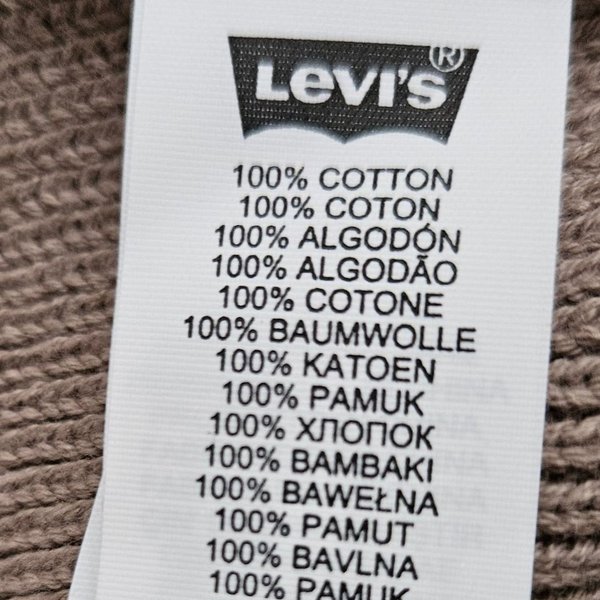 Levi's®
100% COTTON
100% COTON
100% ALGODÓN
100% ALGODÃO
100% COTONE
100% BAUMWOLLE
100% KATOEN
100% PAMUK
100% ХЛОПОК
100% BAMBAKI
100% BAWEŁNA
100% PAMUT
100% BAVLNA
100% PAMUK